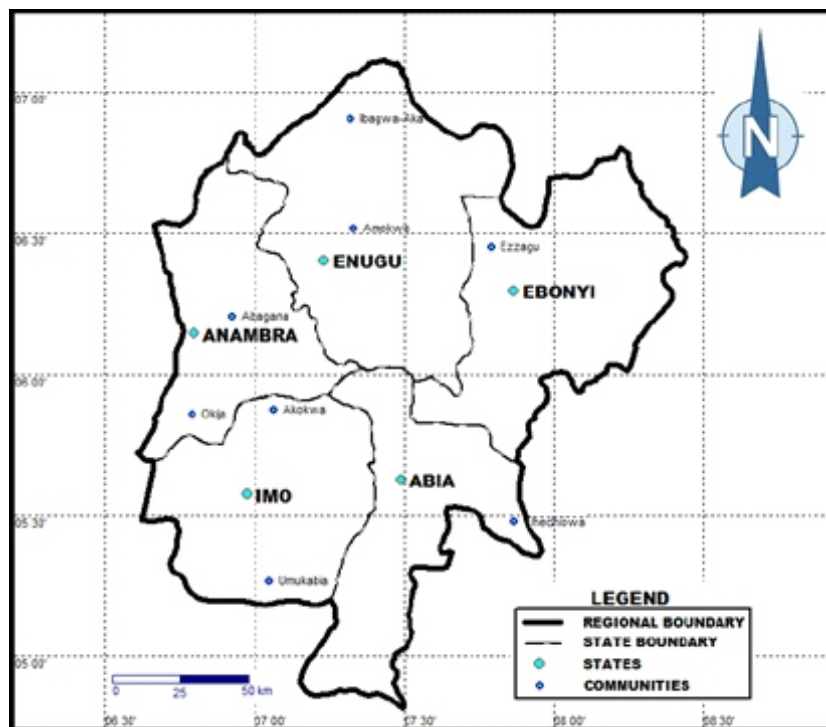 07 00'
Ibagwa-Aka
N
06 30'
Amokwe
Ezzagu
ENUGU
EBONYI
Abagana
ANAMBRA
06 00'
Okija
Akokwa
ABIA
IMO
05 30'
Umukabia
LEGEND
REGIONAL BOUNDARY
STATE BOUNDARY
STATES
COMMUNITIES
05 00'
0 25 50 km
06 30' 07 00' 07 30' 08 00' 08 30'